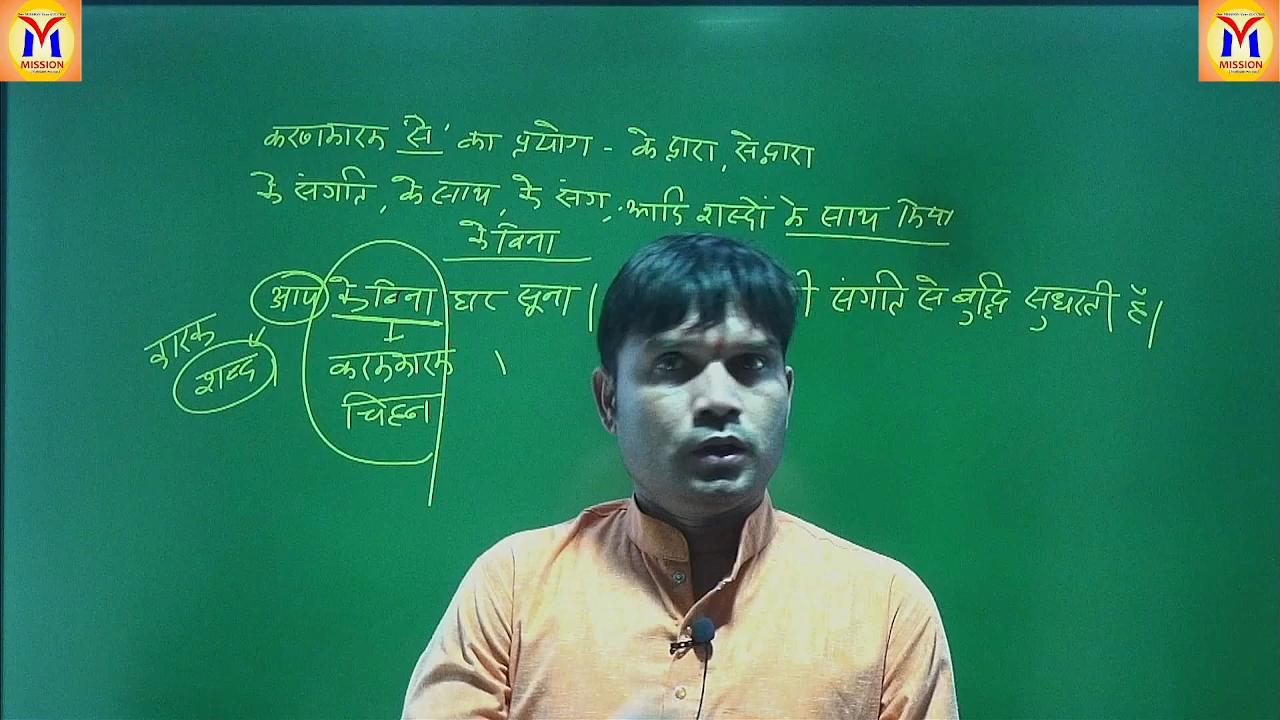 MISSION
MISSION
करणकारक 'से' का प्रयोग - के द्वारा, से द्वारा
के संगति, के साथ, के संग, आदि शब्दों के साथ किया
के बिना
आप के बिना घर सूना। ी संगति से बुद्धि सुधरती है।
कारक
शब्द
करणकारक
चिह्न